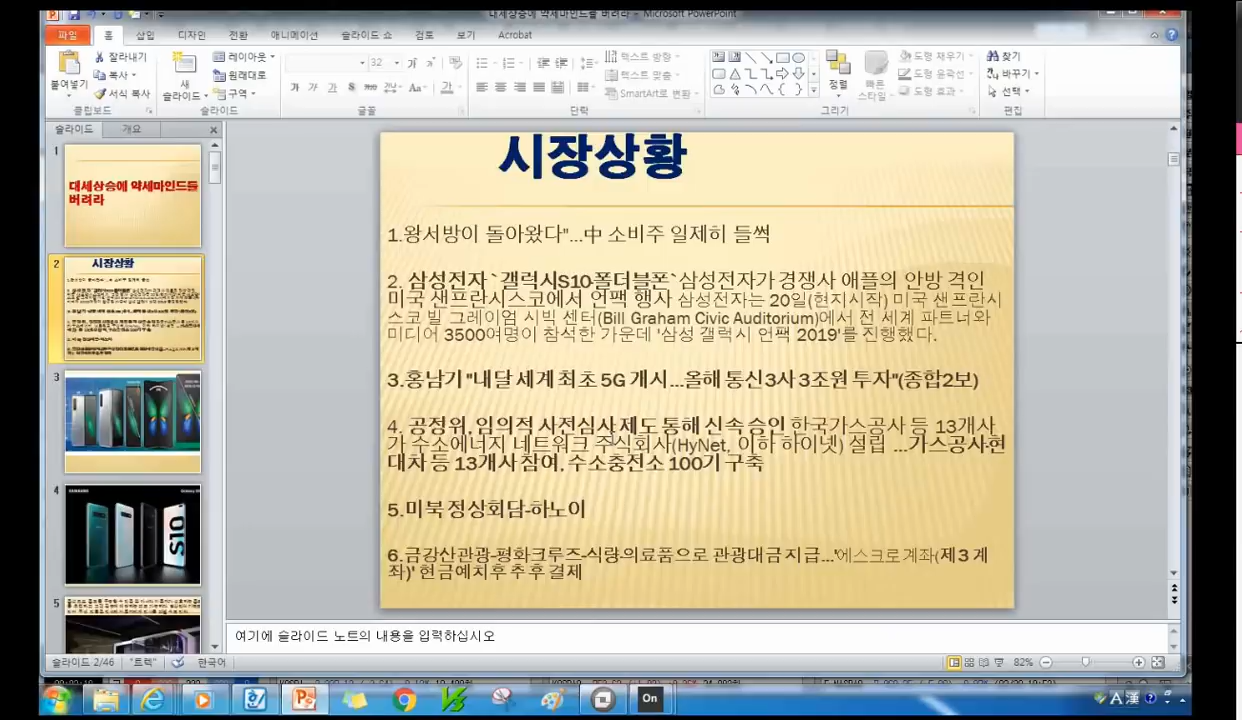 대세상승에 약세마인드를 버려라 - Microsoft PowerPoint
파일 홈 삽입 디자인 전환 애니메이션 슬라이드 쇼 검토 보기 Acrobat
잘라내기
복사
서식 복사
붙여넣기
클립보드
새
슬라이드
레이아웃
원래대로
구역
슬라이드
32
글꼴
텍스트 방향
텍스트 맞춤
SmartArt로 변환
단락
정렬
빠른
스타일
도형 채우기
도형 윤곽선
도형 효과
그리기
찾기
바꾸기
선택
편집
슬라이드 개요
1
대세상승에 약세마인드를
버려라
2
시장상황
3
4
SAMSUNG
S10
5
시장상황
1.왕서방이 돌아왔다"...中 소비주 일제히 들썩
2. 삼성전자 `갤럭시S10·폴더블폰`삼성전자가 경쟁사 애플의 안방 격인
미국 샌프란시스코에서 언팩 행사 삼성전자는 20일(현지시작) 미국 샌프란시
스코 빌 그레이엄 시빅 센터(Bill Graham Civic Auditorium)에서 전 세계 파트너와
미디어 3500여명이 참석한 가운데 '삼성 갤럭시 언팩 2019'를 진행했다.
3.홍남기 "내달 세계 최초 5G 개시...올해 통신3사 3조원 투자"(종합2보)
4. 공정위, 임의적 사전심사 제도 통해 신속 승인 한국가스공사 등 13개사
가 수소에너지 네트워크 주식회사(HyNet, 이하 하이넷) 설립 ...가스공사·현
대차 등 13개사 참여, 수소충전소 100기 구축
5.미북 정상회담-하노이
6.금강산관광-평화크루즈-식량·의료품으로 관광대금 지급...'에스크로 계좌(제3 계
좌)' 현금예치후 추후 결제
여기에 슬라이드 노트의 내용을 입력하십시오
슬라이드 2/46 "트렉" 한국어
82%
On
A 漢